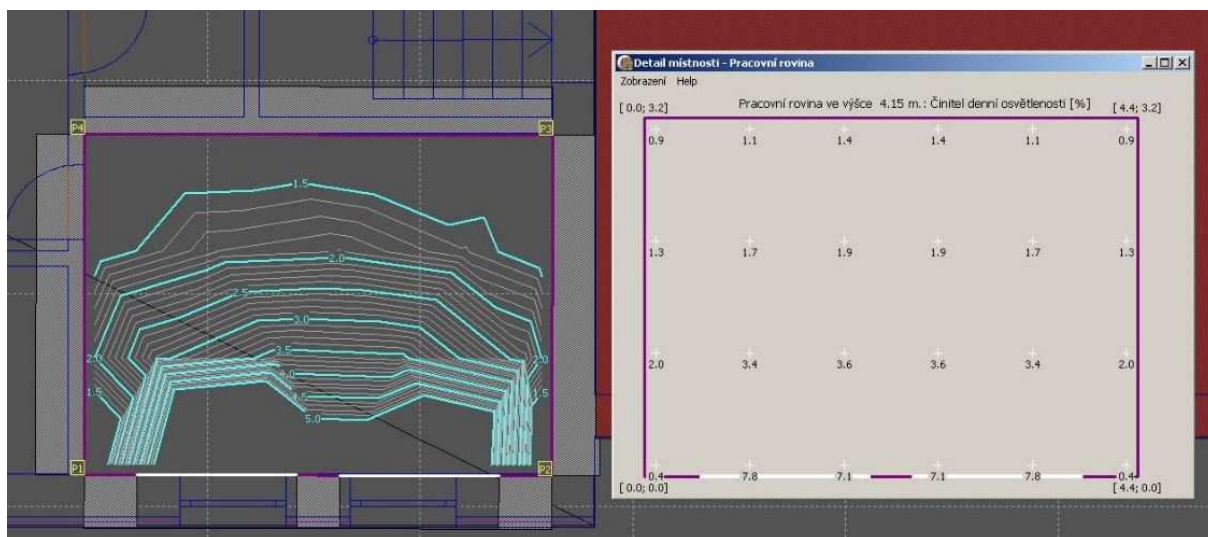 P4
P3
1.5
2.0
2.5
3.0
3.5
4.0
4.5
5.0
2.0
2.0
1.5
1.5
P1
P2
Detail místnosti - Pracovní rovina
Zobrazení Help
Pracovní rovina ve výšce 4.15 m.: Činitel denní osvětlenosti [%]
[ 0.0; 3.2] [ 4.4; 3.2]
0.9 1.1 1.4 1.4 1.1 0.9
1.3 1.7 1.9 1.9 1.7 1.3
2.0 3.4 3.6 3.6 3.4 2.0
0.4 7.8 7.1 7.1 7.8 0.4
[ 0.0; 0.0] [ 4.4; 0.0]